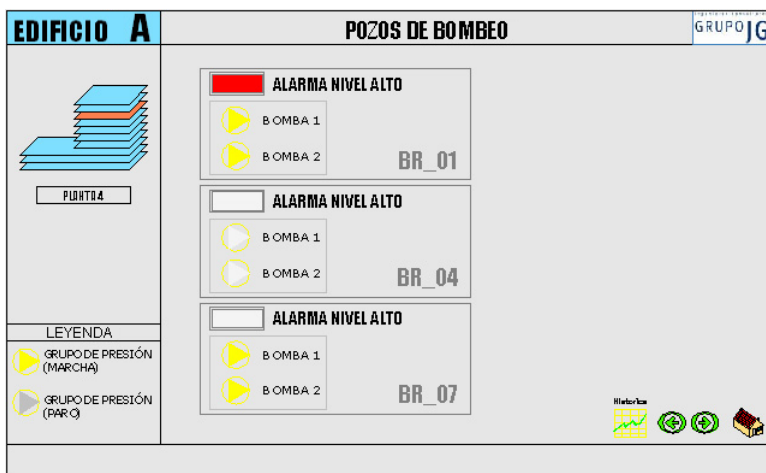 EDIFICIO A
POZOS DE BOMBEO
GRUPO JG
ALARMA NIVEL ALTO
BOMBA 1
BOMBA 2
BR_01
PLANTA 4
ALARMA NIVEL ALTO
BOMBA 1
BOMBA 2
BR_04
ALARMA NIVEL ALTO
BOMBA 1
BOMBA 2
BR_07
LEYENDA
GRUPO DE PRESIÓN
(MARCHA)
GRUPO DE PRESIÓN
(PARO)
Historico